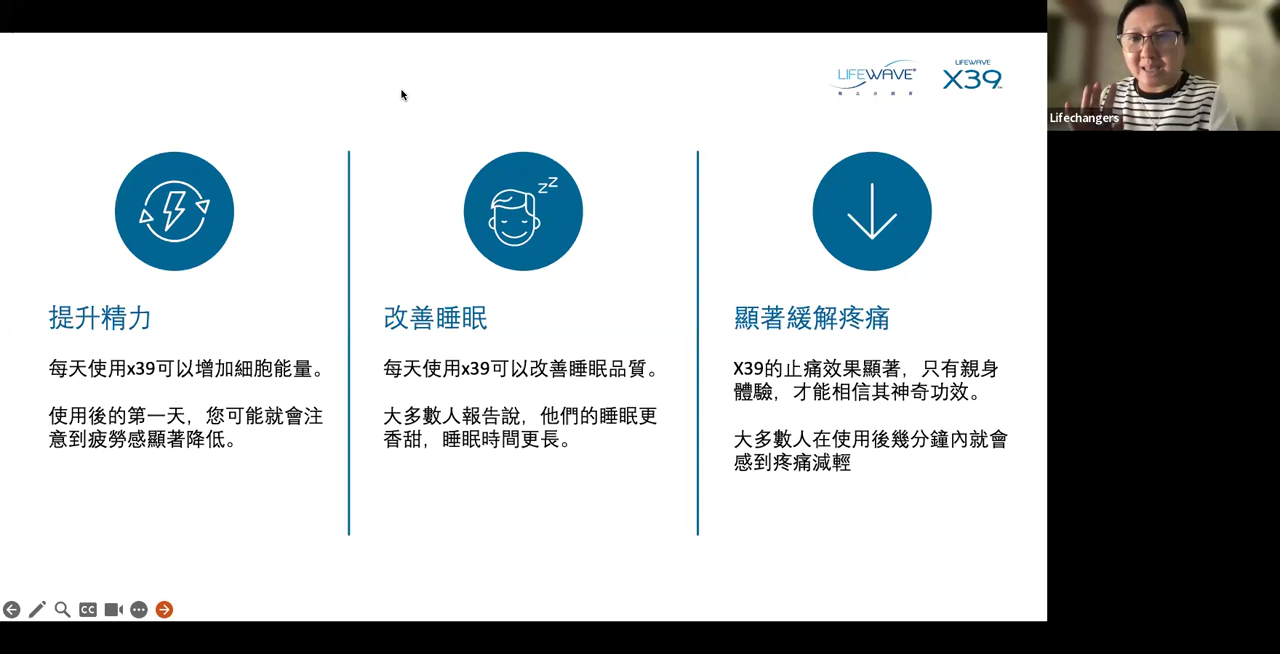 LIFEWAVE
LIFEWAVE
X39
Lifechangers
zz
提升精力
每天使用x39可以增加細胞能量。
使用後的第一天，您可能就會注
意到疲勞感顯著降低。
改善睡眠
每天使用x39可以改善睡眠品質。
大多數人報告說，他們的睡眠更
香甜，睡眠時間更長。
顯著緩解疼痛
X39的止痛效果顯著，只有親身
體驗，才能相信其神奇功效。
大多數人在使用後幾分鐘內就會
感到疼痛減輕
CC